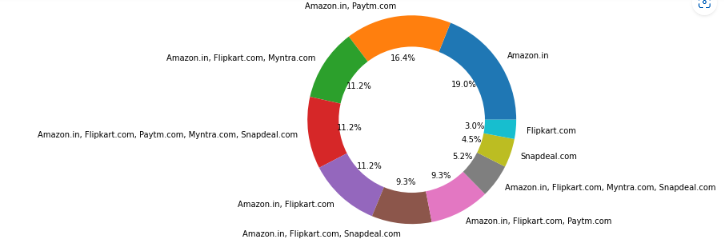 Amazon.in, Paytm.com
Amazon.in
Amazon.in, Flipkart.com, Myntra.com
16.4%
19.0%
11.2%
Amazon.in, Flipkart.com, Paytm.com, Myntra.com, Snapdeal.com
11.2%
3.0%
Flipkart.com
4.5%
Snapdeal.com
5.2%
11.2%
9.3%
9.3%
Amazon.in, Flipkart.com, Myntra.com, Snapdeal.com
Amazon.in, Flipkart.com
Amazon.in, Flipkart.com, Paytm.com
Amazon.in, Flipkart.com, Snapdeal.com